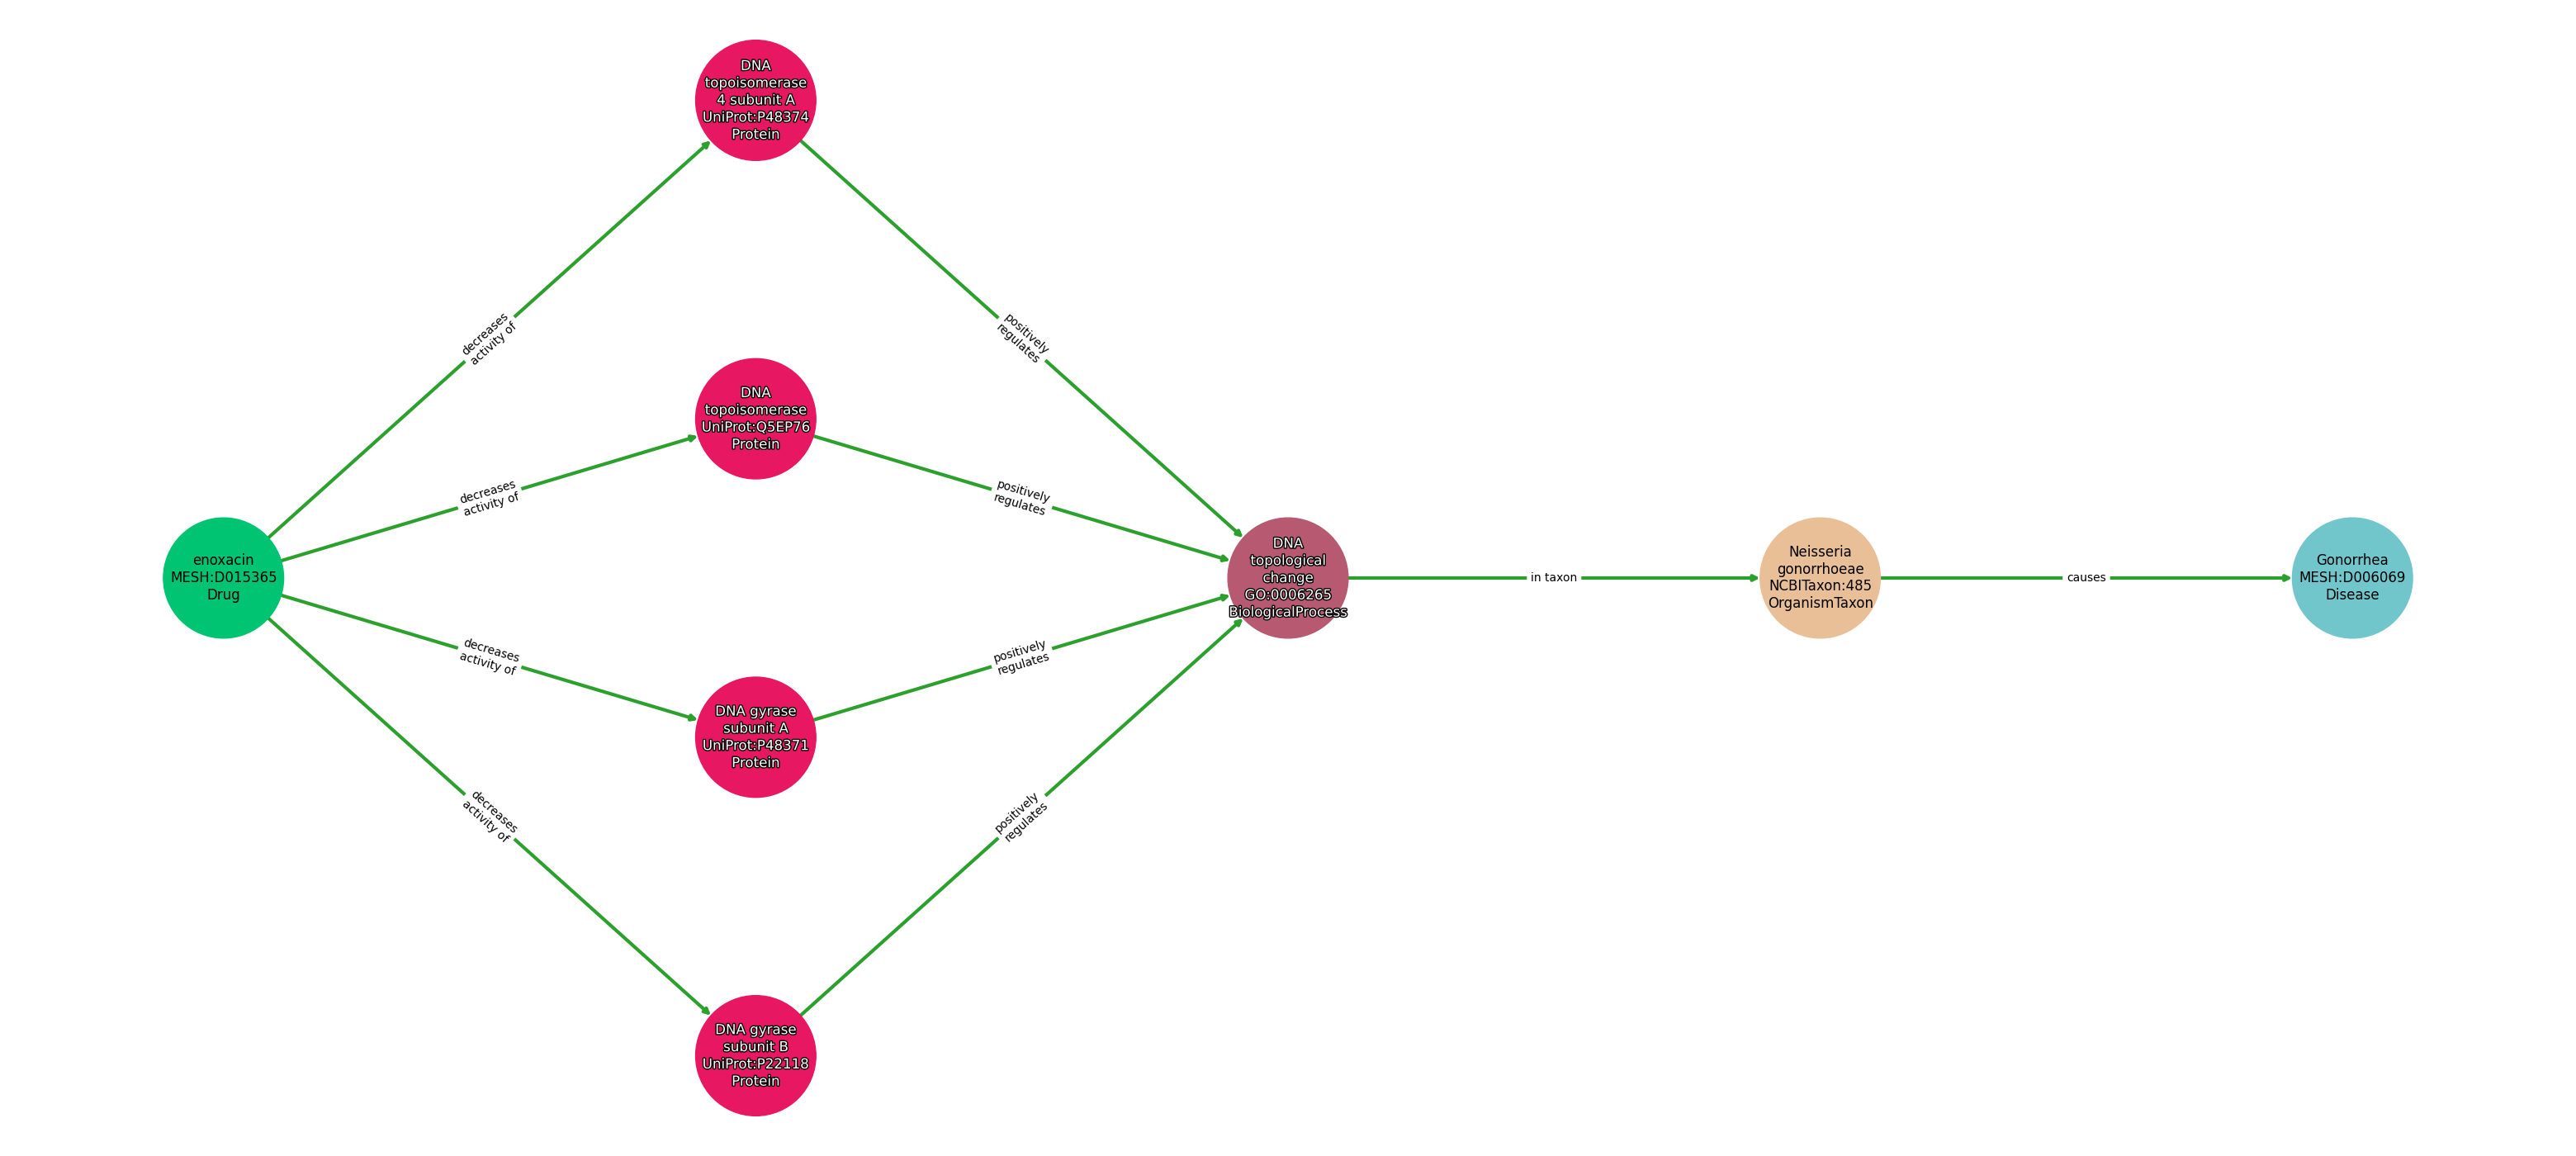 DNA
topoisomerase
4 subunit A
UniProt:P48374
Protein
decreases
activity of
positively
regulates
DNA
topoisomerase
UniProt:Q5EP76
Protein
decreases
activity of
positively
regulates
enoxacin
MESH:D015365
Drug
DNA
topological
change
GO:0006265
BiologicalProcess
in taxon
Neisseria
gonorrhoeae
NCBITaxon:485
OrganismTaxon
causes
Gonorrhea
MESH:D006069
Disease
decreases
activity of
positively
regulates
DNA gyrase
subunit A
UniProt:P48371
Protein
decreases
activity of
positively
regulates
DNA gyrase
subunit B
UniProt:P22118
Protein